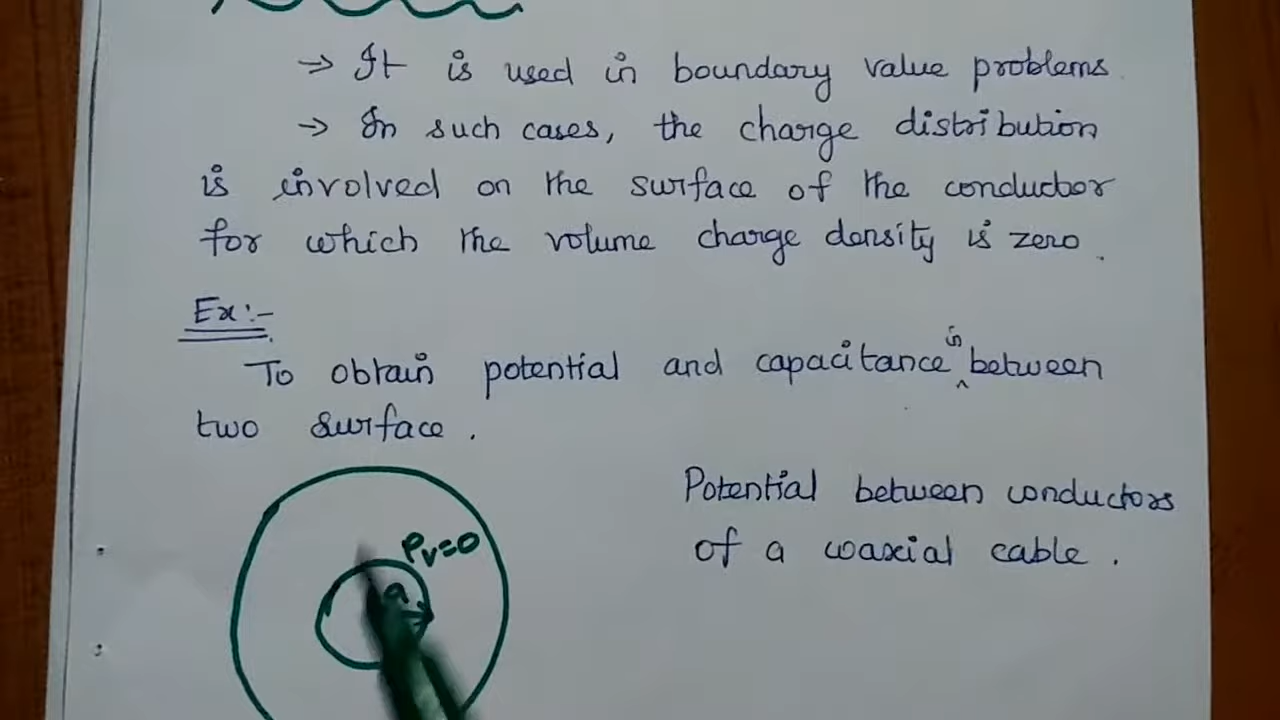 → It is used in boundary value problems
→ In such cases, the charge distribution
is involved on the surface of the conductor
for which the volume charge density is zero.
Ex:-
To obtain potential and capacitance in between
two surface.
Potential between conductors
of a coaxial cable.
ρv=0
a